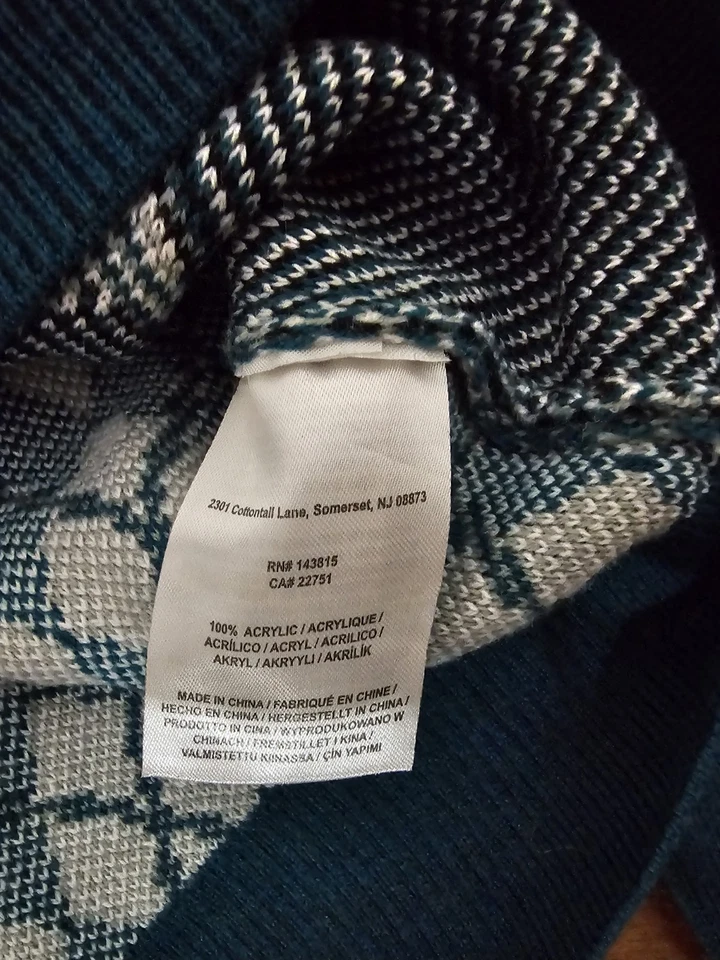 2301 Cottontail Lane, Somerset, NJ 08873
RN# 143815
CA# 22751
100% ACRYLIC / ACRYLIQUE /
ACRÍLICO / ACRYL / ACRILICO /
AKRYL / AKRYYLI / AKRİLİK
MADE IN CHINA / FABRIQUÉ EN CHINE /
HECHO EN CHINA / HERGESTELLT IN CHINA /
PRODOTTO IN CINA / WYPRODUKOWANO W
CHINACH / FREMSTILLET I KINA /
VALMISTETTU KIINASSA / ÇİN YAPIMI